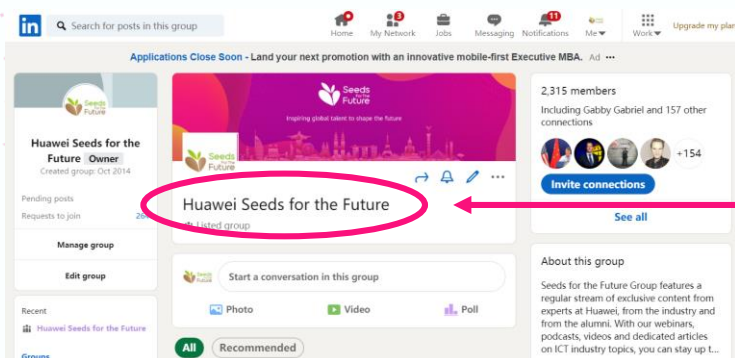 in
Search for posts in this group
Home
3
My Network
Jobs
Messaging
11
Notifications
Me
Work
Upgrade my plan
Applications Close Soon - Land your next promotion with an innovative mobile-first Executive MBA. Ad ...
Seeds
For The
Future
Huawei Seeds for the
Future Owner
Created group: Oct 2014
Pending posts
Requests to join
Manage group
Edit group
Recent
Huawei Seeds for the Future
Groups
Seeds
For The
Future
Inspiring global talent to shape the future
Seeds
For The
Future
Huawei Seeds for the Future
Listed group
Start a conversation in this group
Photo
Video
Poll
All
Recommended
2,315 members
Including Gabby Gabriel and 157 other
connections
+154
Invite connections
See all
About this group
Seeds for the Future Group features a
regular stream of exclusive content from
experts at Huawei, from the industry and
from the alumni. With our webinars,
podcasts, videos and dedicated articles
on ICT industry topics, you can stay up t...